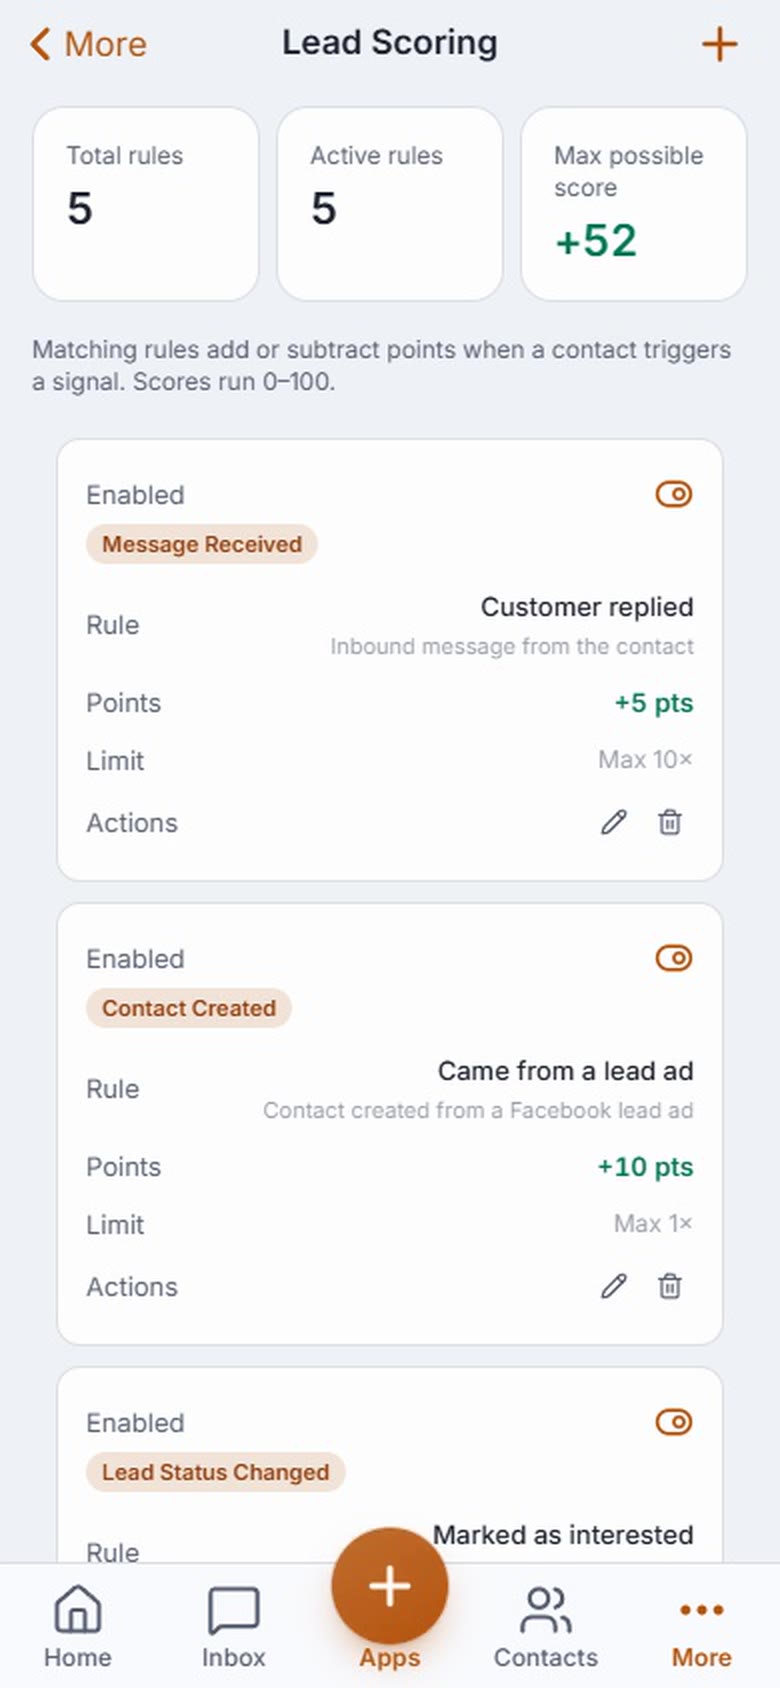 More
Lead Scoring
Total rules
5
Active rules
5
Max possible
score
+52
Matching rules add or subtract points when a contact triggers
a signal. Scores run 0–100.
Enabled
Message Received
Rule
Customer replied
Inbound message from the contact
Points
+5 pts
Limit
Max 10×
Actions
Enabled
Contact Created
Rule
Came from a lead ad
Contact created from a Facebook lead ad
Points
+10 pts
Limit
Max 1×
Actions
Enabled
Lead Status Changed
Rule
Marked as interested
Home
Inbox
Apps
Contacts
More